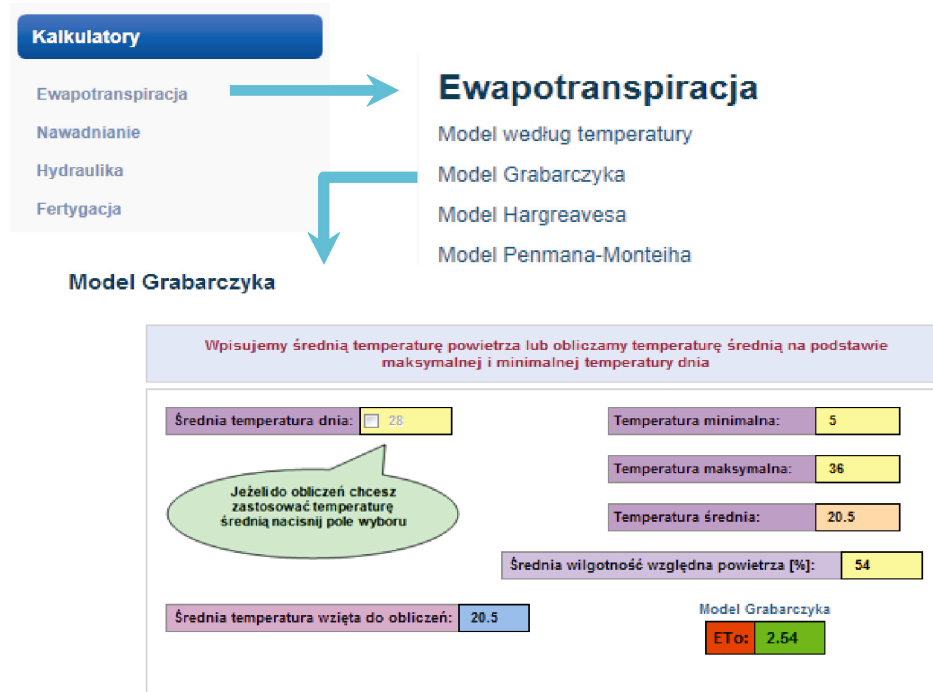 Kalkulatory
Ewapotranspiracja
Nawadnianie
Hydraulika
Fertygacja
Ewapotranspiracja
Model według temperatury
Model Grabarczyka
Model Hargreavesa
Model Penmana-Monteiha
Model Grabarczyka
Wpisujemy średnią temperaturę powietrza lub obliczamy temperaturę średnią na podstawie
maksymalnej i minimalnej temperatury dnia
Średnia temperatura dnia: 28
Jeżeli do obliczeń chcesz
zastosować temperaturę
średnią nacisnij pole wyboru
Temperatura minimalna: 5
Temperatura maksymalna: 36
Temperatura średnia: 20.5
Średnia wilgotność względna powietrza [%]: 54
Średnia temperatura wzięta do obliczeń: 20.5
Model Grabarczyka
ETo: 2.54